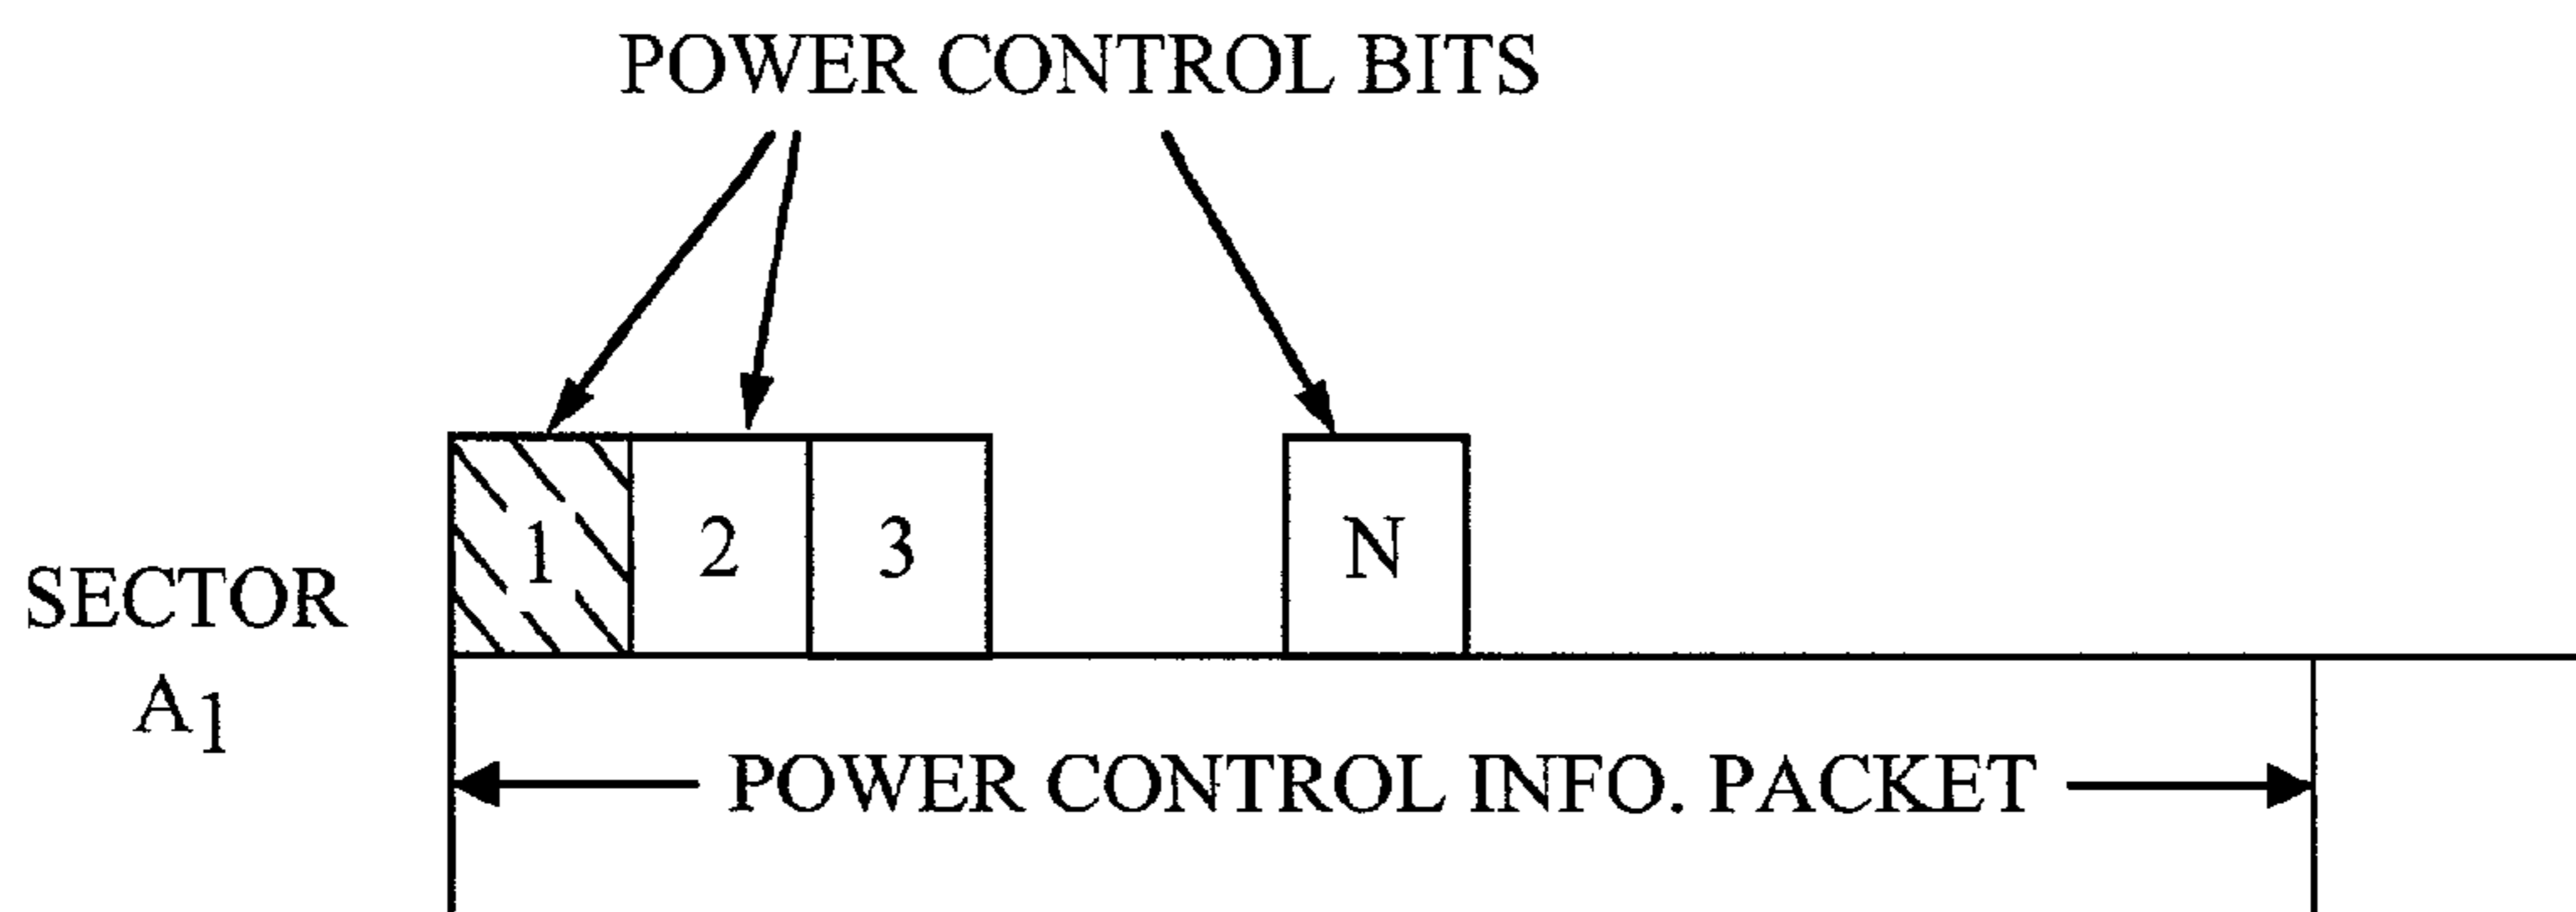 POWER CONTROL BITS
1 2 3 N
SECTOR
A1
POWER CONTROL INFO. PACKET